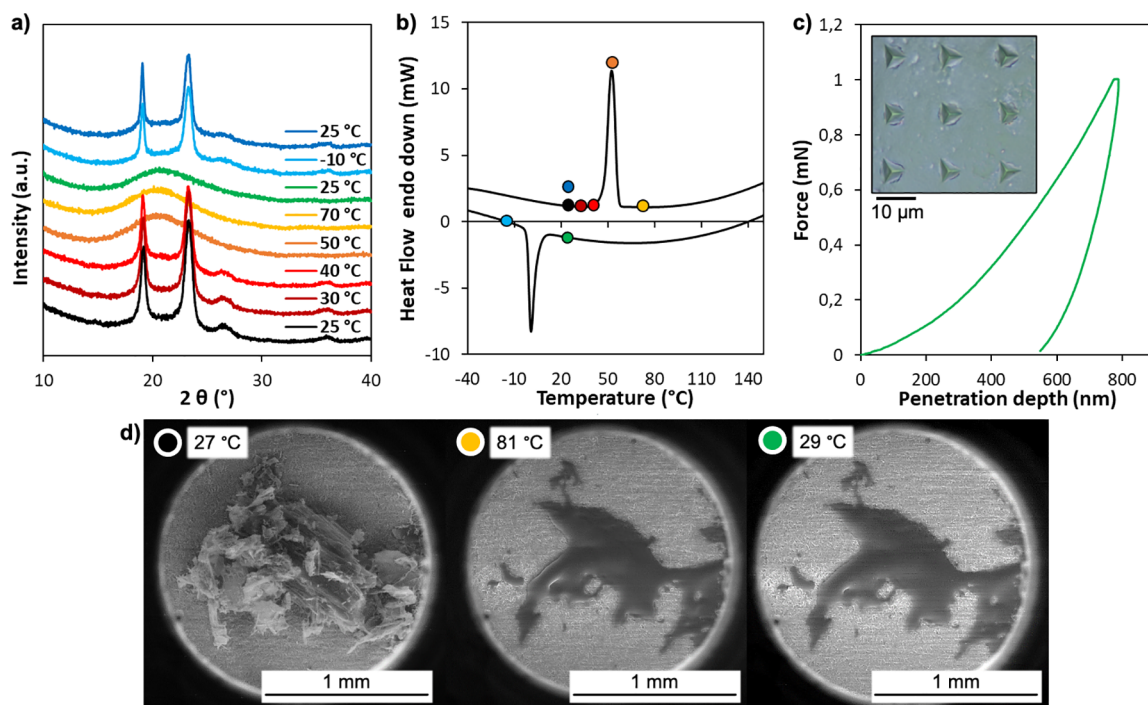 a)
Intensity (a.u.)
25 °C
-10 °C
25 °C
70 °C
50 °C
40 °C
30 °C
25 °C
10
20
30
40
2 θ (°)
b)
Heat Flow endo down (mW)
15
10
5
0
-5
-10
-40
-10
20
50
80
110
140
Temperature (°C)
c)
Force (mN)
1,2
1
0,8
0,6
0,4
0,2
0
10 µm
0
200
400
600
800
Penetration depth (nm)
d)
27 °C
81 °C
29 °C
1 mm
1 mm
1 mm